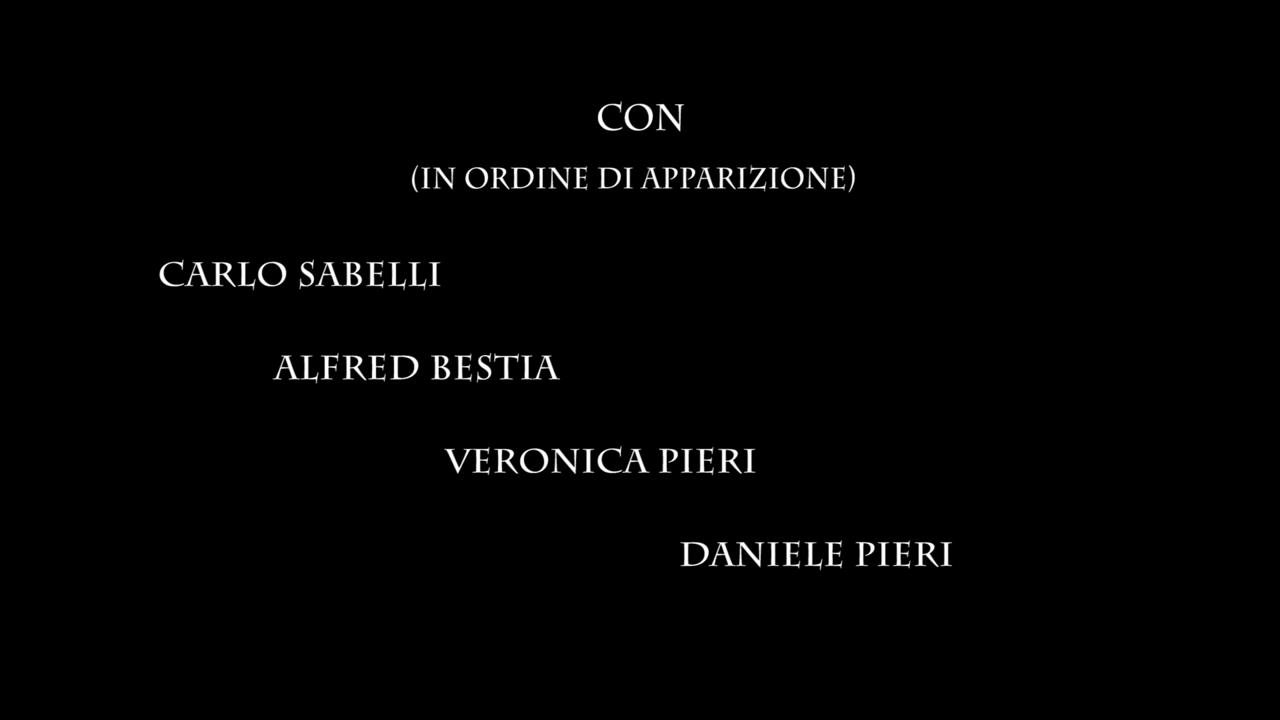 CON
(IN ORDINE DI APPARIZIONE)
CARLO SABELLI
ALFRED BESTIA
VERONICA PIERI
DANIELE PIERI